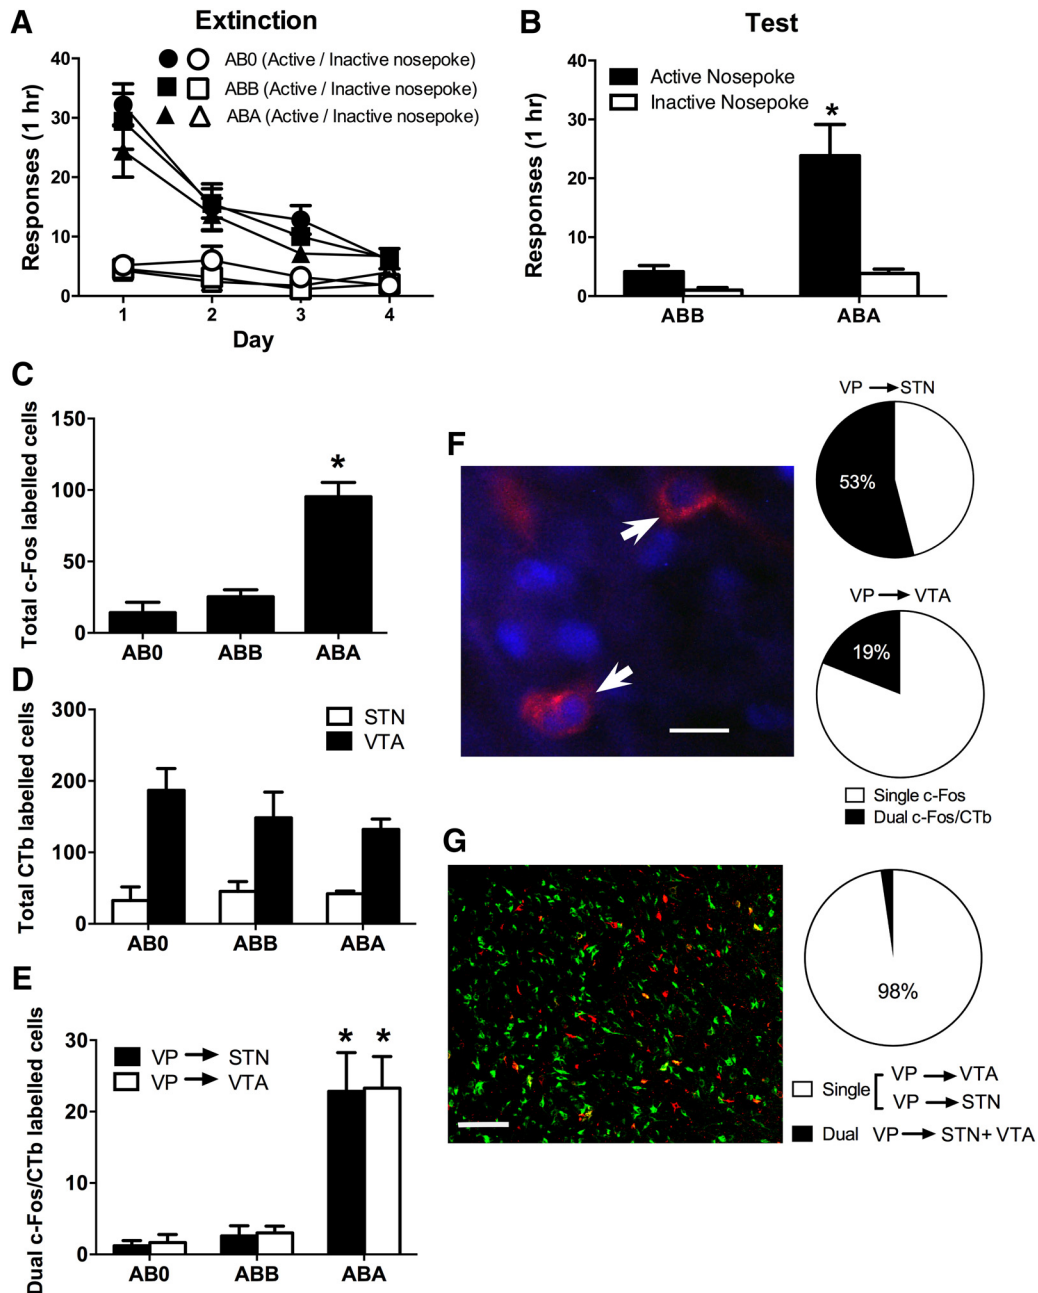 A
Extinction
Responses (1 hr)
40
30
20
10
0
AB0 (Active / Inactive nosepoke)
ABB (Active / Inactive nosepoke)
ABA (Active / Inactive nosepoke)
1 2 3 4
Day
B
Test
Responses (1 hr)
40
30
20
10
0
Active Nosepoke
Inactive Nosepoke
*
ABB ABA
C
Total c-Fos labelled cells
150
100
50
0
*
AB0 ABB ABA
D
Total CTb labelled cells
300
200
100
0
STN
VTA
AB0 ABB ABA
E
Dual c-Fos/CTb labelled cells
30
20
10
0
VP → STN
VP → VTA
* *
AB0 ABB ABA
F
VP → STN
53%
VP → VTA
19%
Single c-Fos
Dual c-Fos/CTb
G
98%
Single [ VP → VTA
VP → STN
Dual VP → STN+ VTA